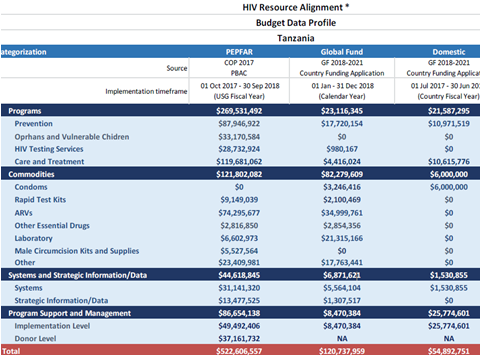 HIV Resource Alignment *
Budget Data Profile
Tanzania
ategorization PEPFAR Global Fund Domestic
Source COP 2017 PBAC GF 2018-2021 Country Funding Application GF 2018-2021 Country Funding Applicat
Implementation timeframe 01 Oct 2017 - 30 Sep 2018 (USG Fiscal Year) 01 Jan - 31 Dec 2018 (Calendar Year) 01 Jul 2017 - 30 Jun 201 (Country Fiscal Year)
Programs $269,531,492 $23,116,345 $21,587,295
Prevention $87,946,922 $17,720,154 $10,971,519
Oprhans and Vulnerable Chidren $33,170,584 $0 $0
HIV Testing Services $28,732,924 $980,167 $0
Care and Treatment $119,681,062 $4,416,024 $10,615,776
Commodities $121,802,082 $82,279,609 $6,000,000
Condoms $0 $3,246,416 $6,000,000
Rapid Test Kits $9,149,039 $2,100,469 $0
ARVs $74,295,677 $34,999,761 $0
Other Essential Drugs $2,816,850 $2,854,356 $0
Laboratory $6,602,973 $21,315,166 $0
Male Circumcision Kits and Supplies $5,527,564 $0 $0
Other $23,409,981 $17,763,441 $0
Systems and Strategic Information/Data $44,618,845 $6,871,621 $1,530,855
Systems $31,141,320 $5,564,104 $1,530,855
Strategic Information/Data $13,477,525 $1,307,517 $0
Program Support and Management $86,654,138 $8,470,384 $25,774,601
Implementation Level $49,492,406 $8,470,384 $25,774,601
Donor Level $37,161,732 NA NA
Total $522,606,557 $120,737,959 $54,892,751